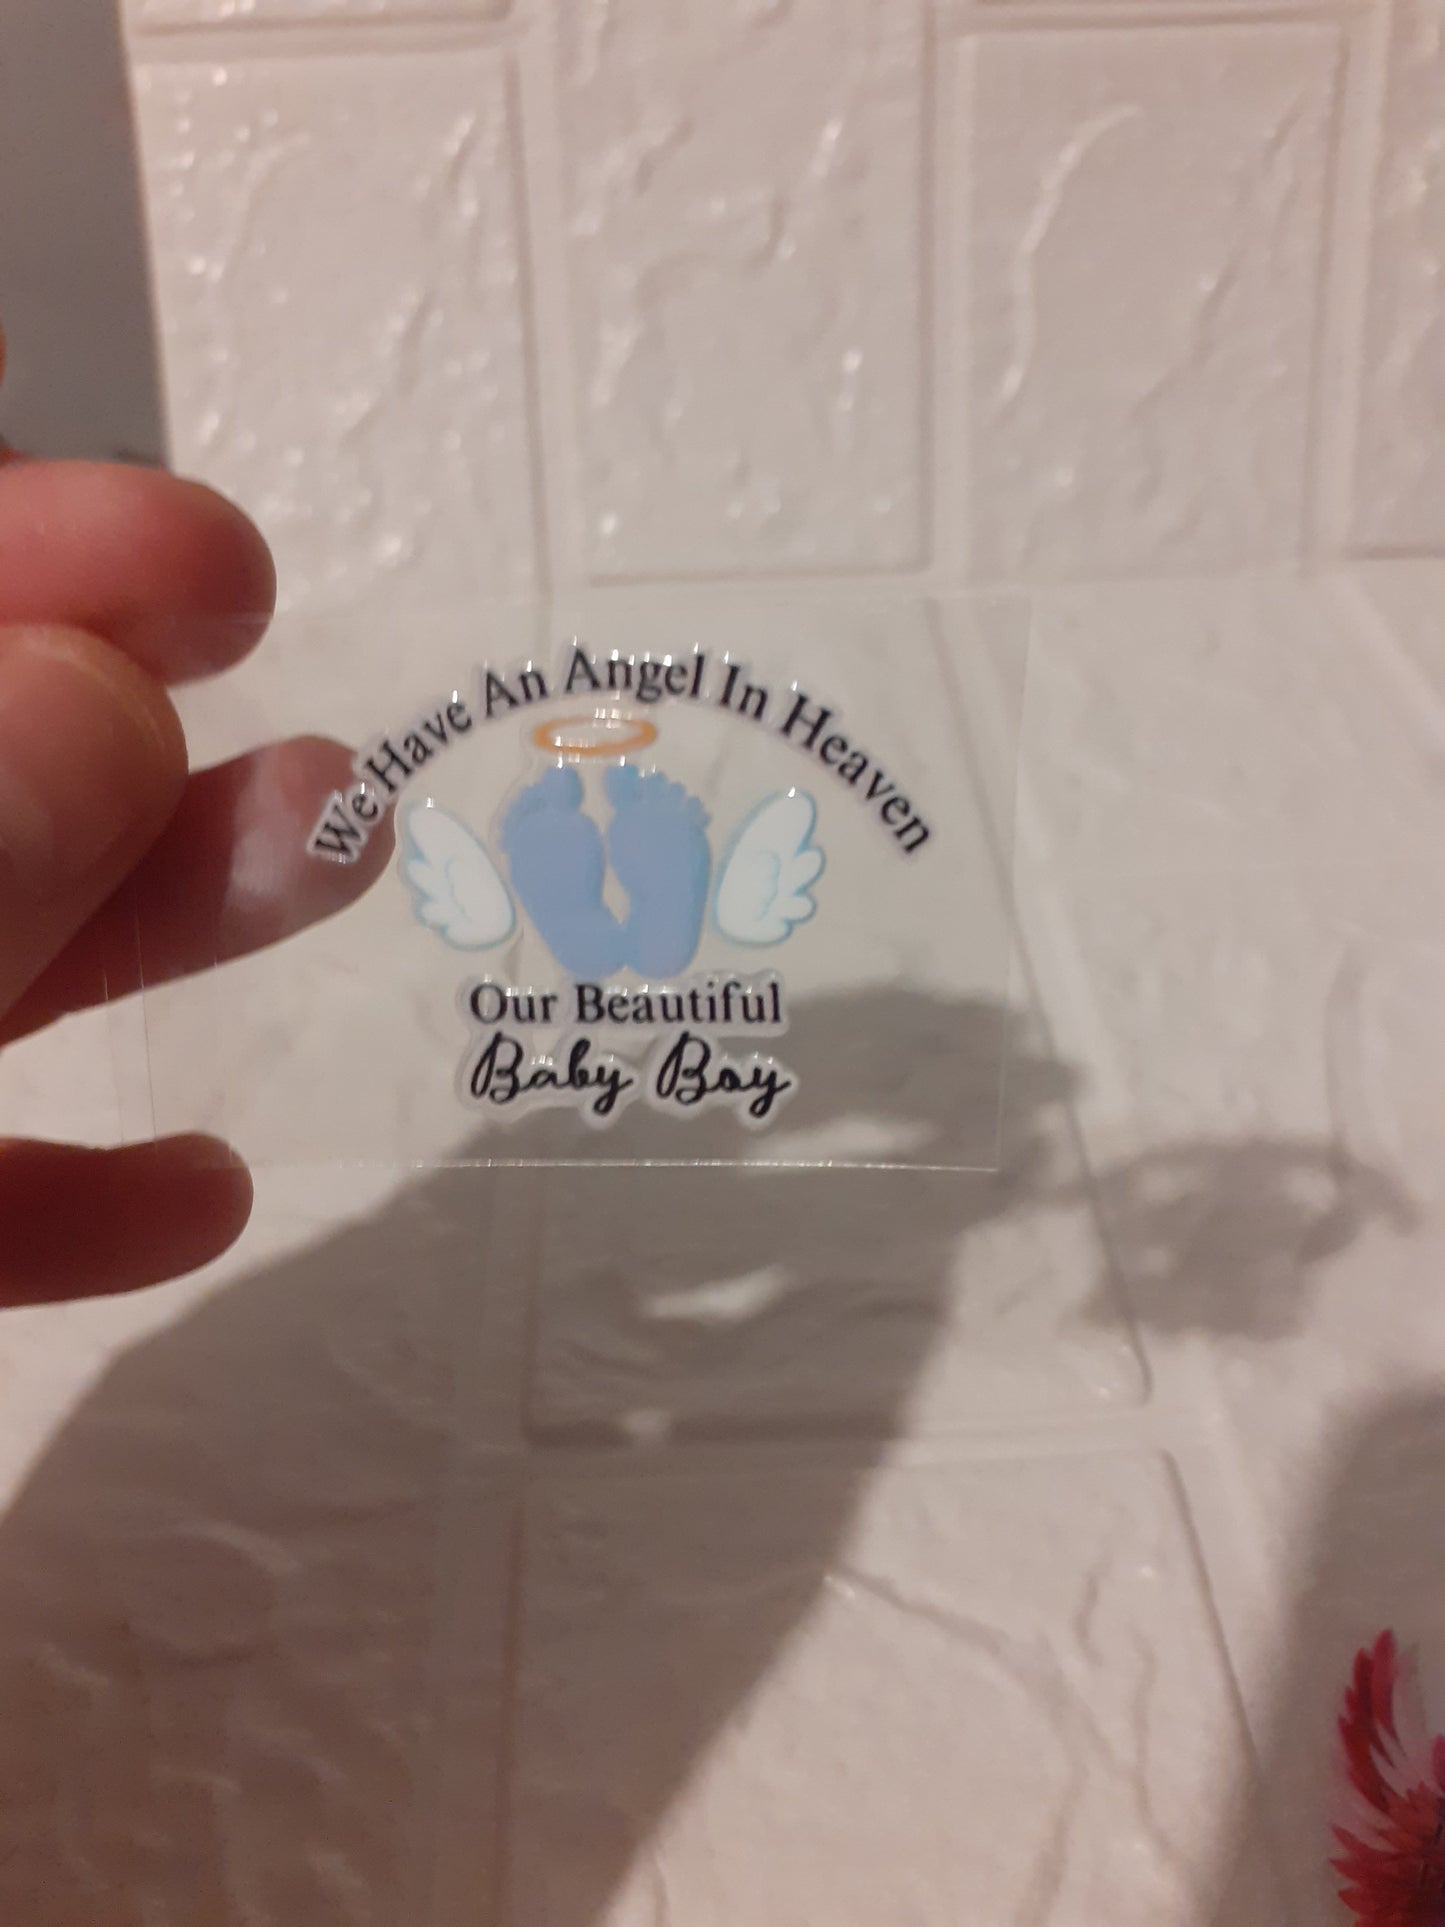 We Have An Angel In Heaven
Our Beautiful
Baby Boy